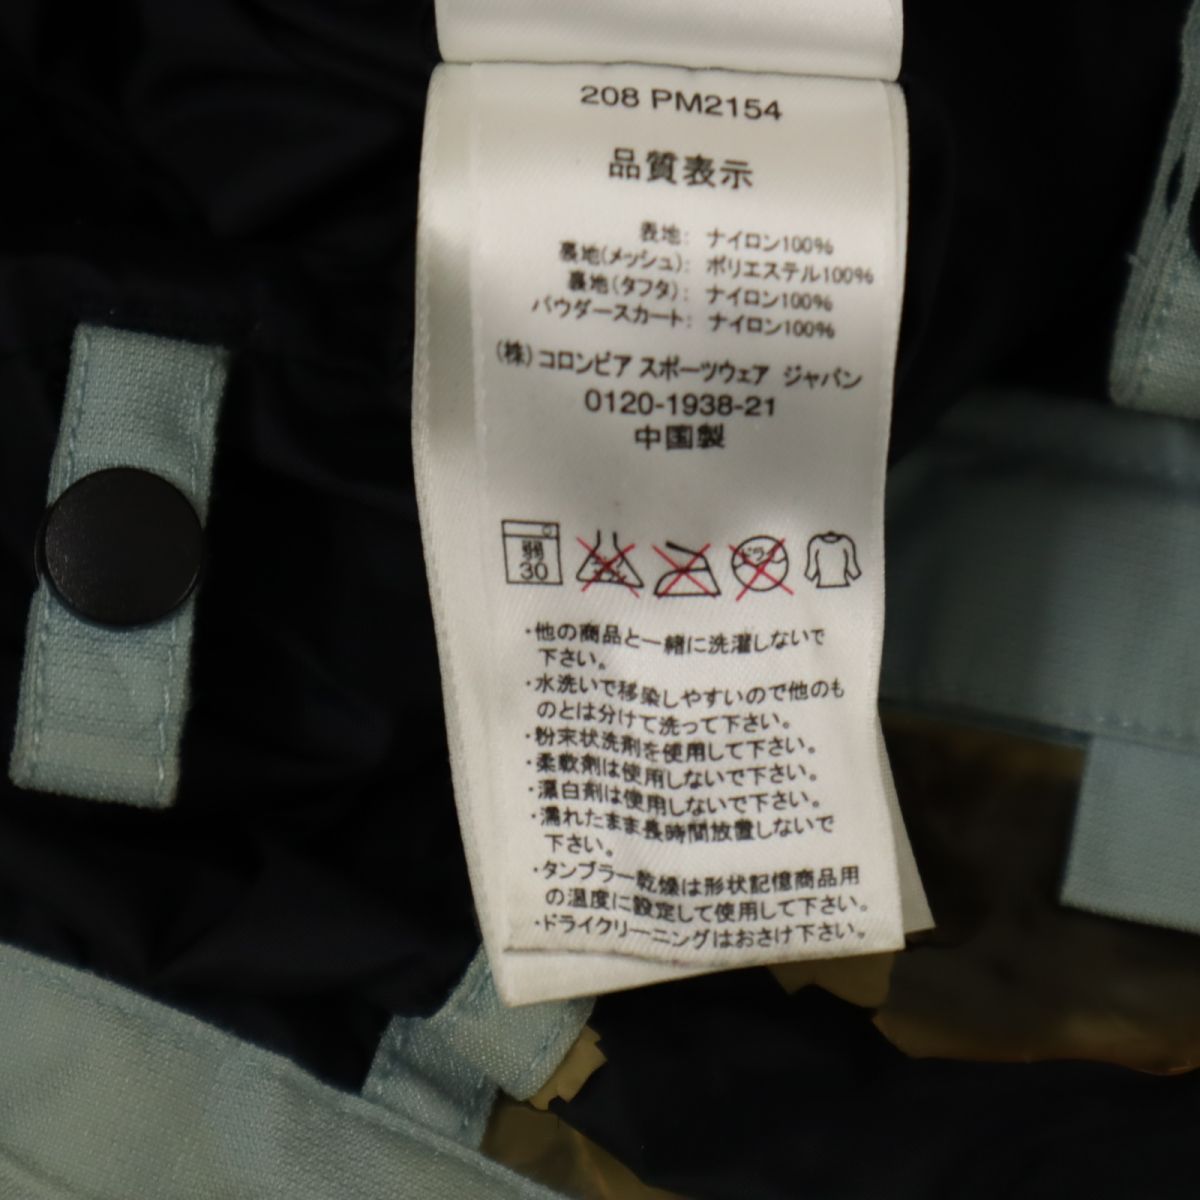 208 PM2154
品質表示
表地: ナイロン100%
裏地(メッシュ): ポリエステル100%
裏地(タフタ): ナイロン100%
パウダースカート: ナイロン100%
(株)コロンビア スポーツウェア ジャパン
0120-1938-21
中国製
弱
30
ドライ
・他の商品と一緒に洗濯しないで
下さい。
・水洗いで移染しやすいので他のも
のとは分けて洗って下さい。
・粉末状洗剤を使用して下さい。
・柔軟剤は使用しないで下さい。
・漂白剤は使用しないで下さい。
・濡れたまま長時間放置しないで
下さい。
・タンブラー乾燥は形状記憶商品用
の温度に設定して使用して下さい。
・ドライクリーニングはおさけ下さい。